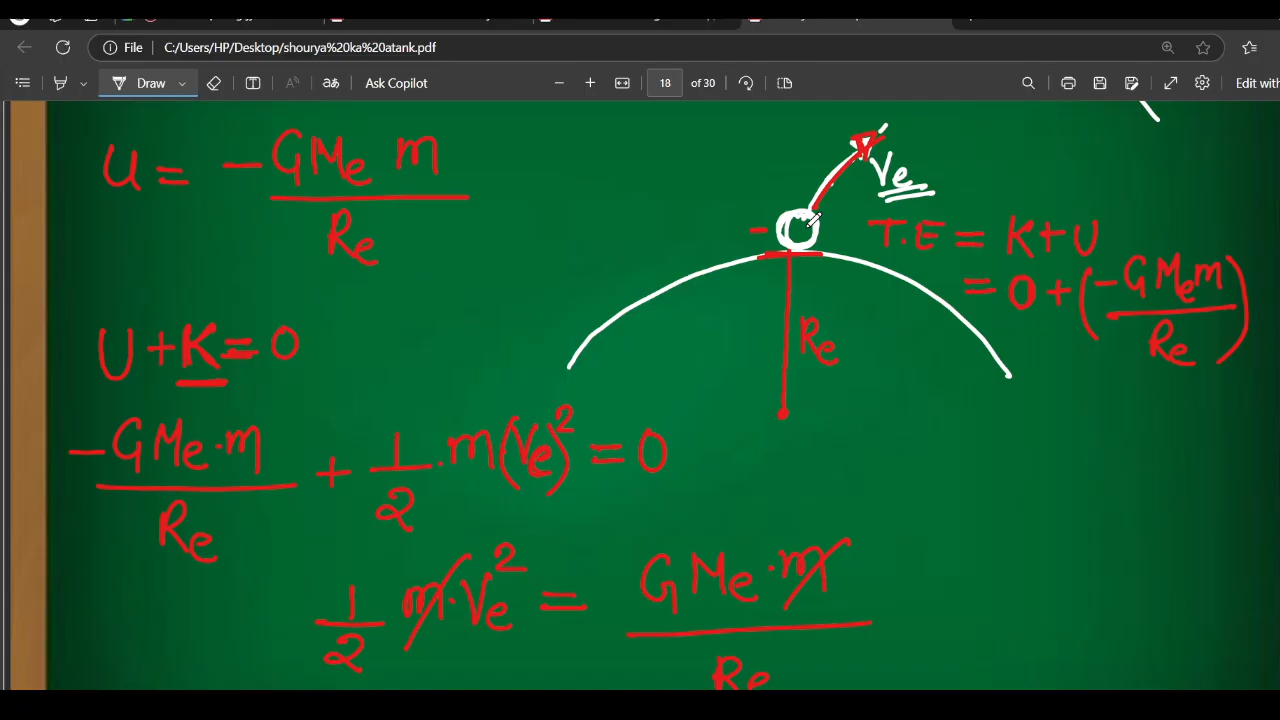 File C:/Users/HP/Desktop/shourya%20ka%20atank.pdf
Draw Ask Copilot 18 of 30 Edit with
U = -GMe m / Re
Ve
T.E = K+U
= 0 + (-GMem / Re)
Re
U+K=0
-GMe·m / Re + 1/2 · m(Ve)² = 0
1/2 m·Ve² = GMe·m / Re